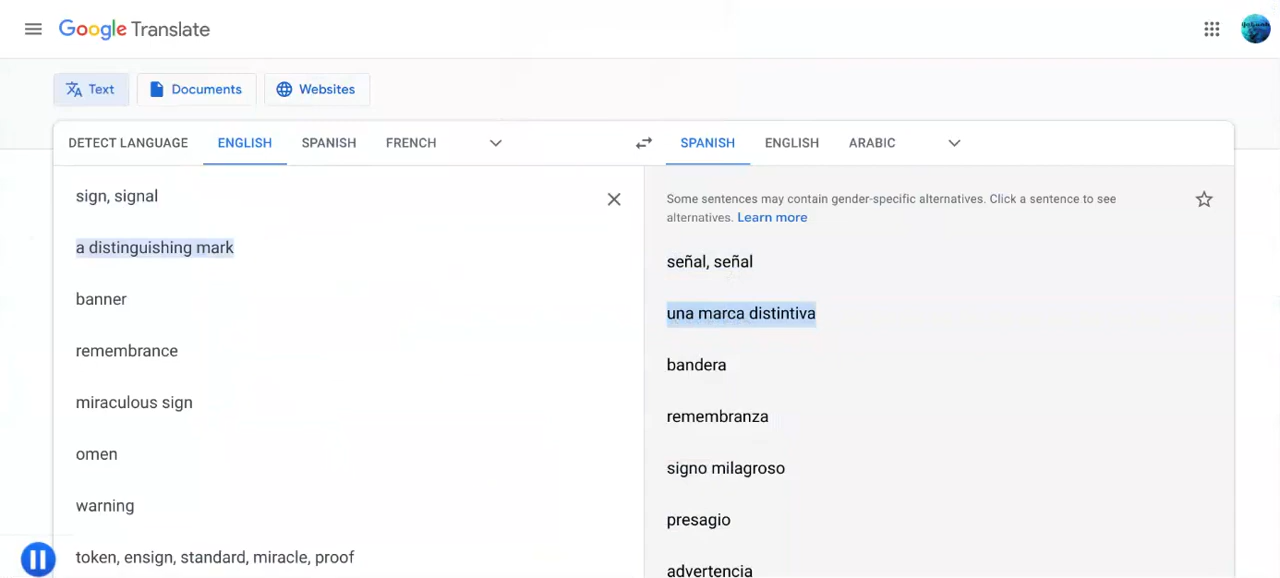 Google Translate
Text
Documents
Websites
DETECT LANGUAGE ENGLISH SPANISH FRENCH
SPANISH ENGLISH ARABIC
sign, signal
a distinguishing mark
banner
remembrance
miraculous sign
omen
warning
token, ensign, standard, miracle, proof
Some sentences may contain gender-specific alternatives. Click a sentence to see
alternatives. Learn more
señal, señal
una marca distintiva
bandera
remembranza
signo milagroso
presagio
advertencia